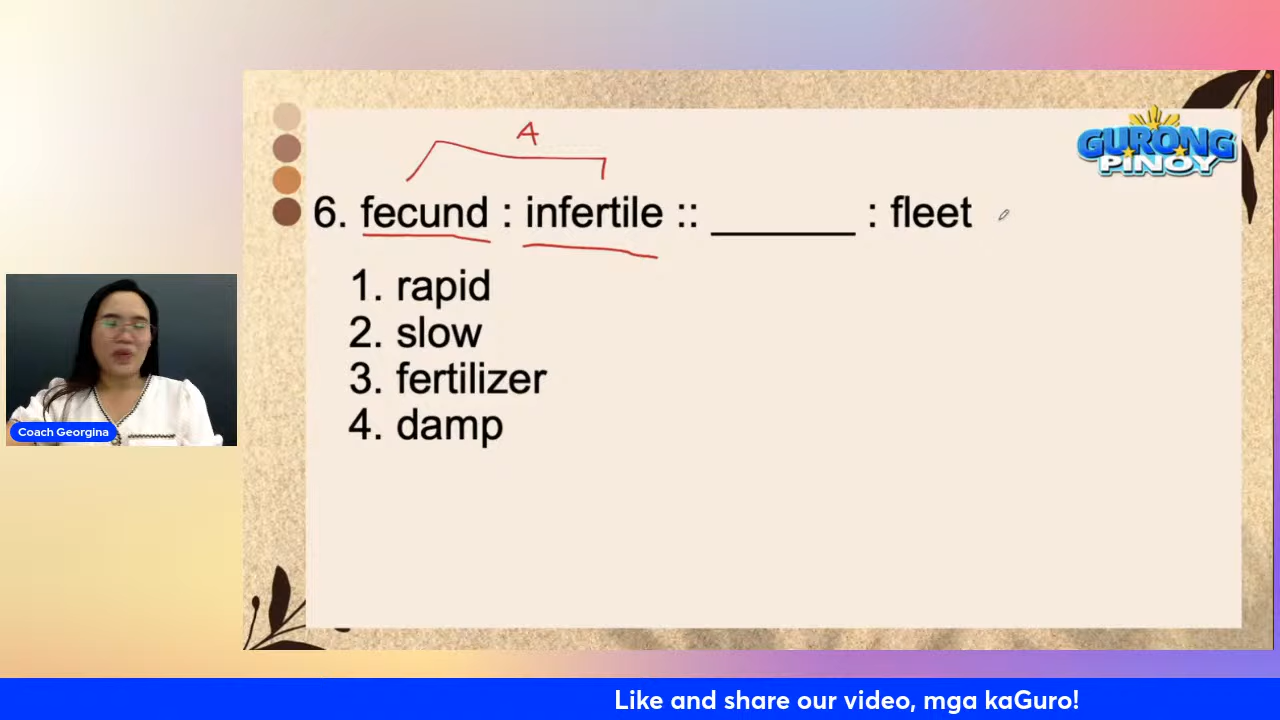 A
GURONG
PINOY
6. fecund : infertile :: _______ : fleet
1. rapid
2. slow
3. fertilizer
4. damp
Coach Georgina
Like and share our video, mga kaGuro!